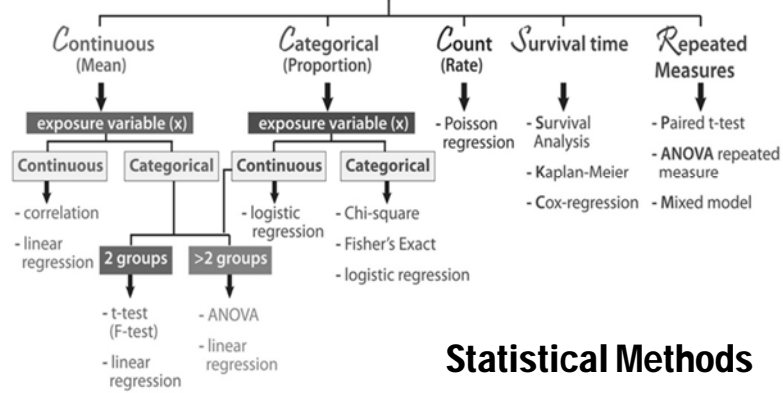 Continuous
(Mean)
Categorical
(Proportion)
Count
(Rate)
Survival time
Repeated
Measures
exposure variable (x)
exposure variable (x)
- Poisson
regression
- Survival
Analysis
- Kaplan-Meier
- Cox-regression
- Paired t-test
- ANOVA repeated
measure
- Mixed model
Continuous
Categorical
Continuous
Categorical
- correlation
- linear
regression
- logistic
regression
- Chi-square
- Fisher's Exact
- logistic regression
2 groups
>2 groups
- t-test
(F-test)
- linear
regression
- ANOVA
- linear
regression
Statistical Methods